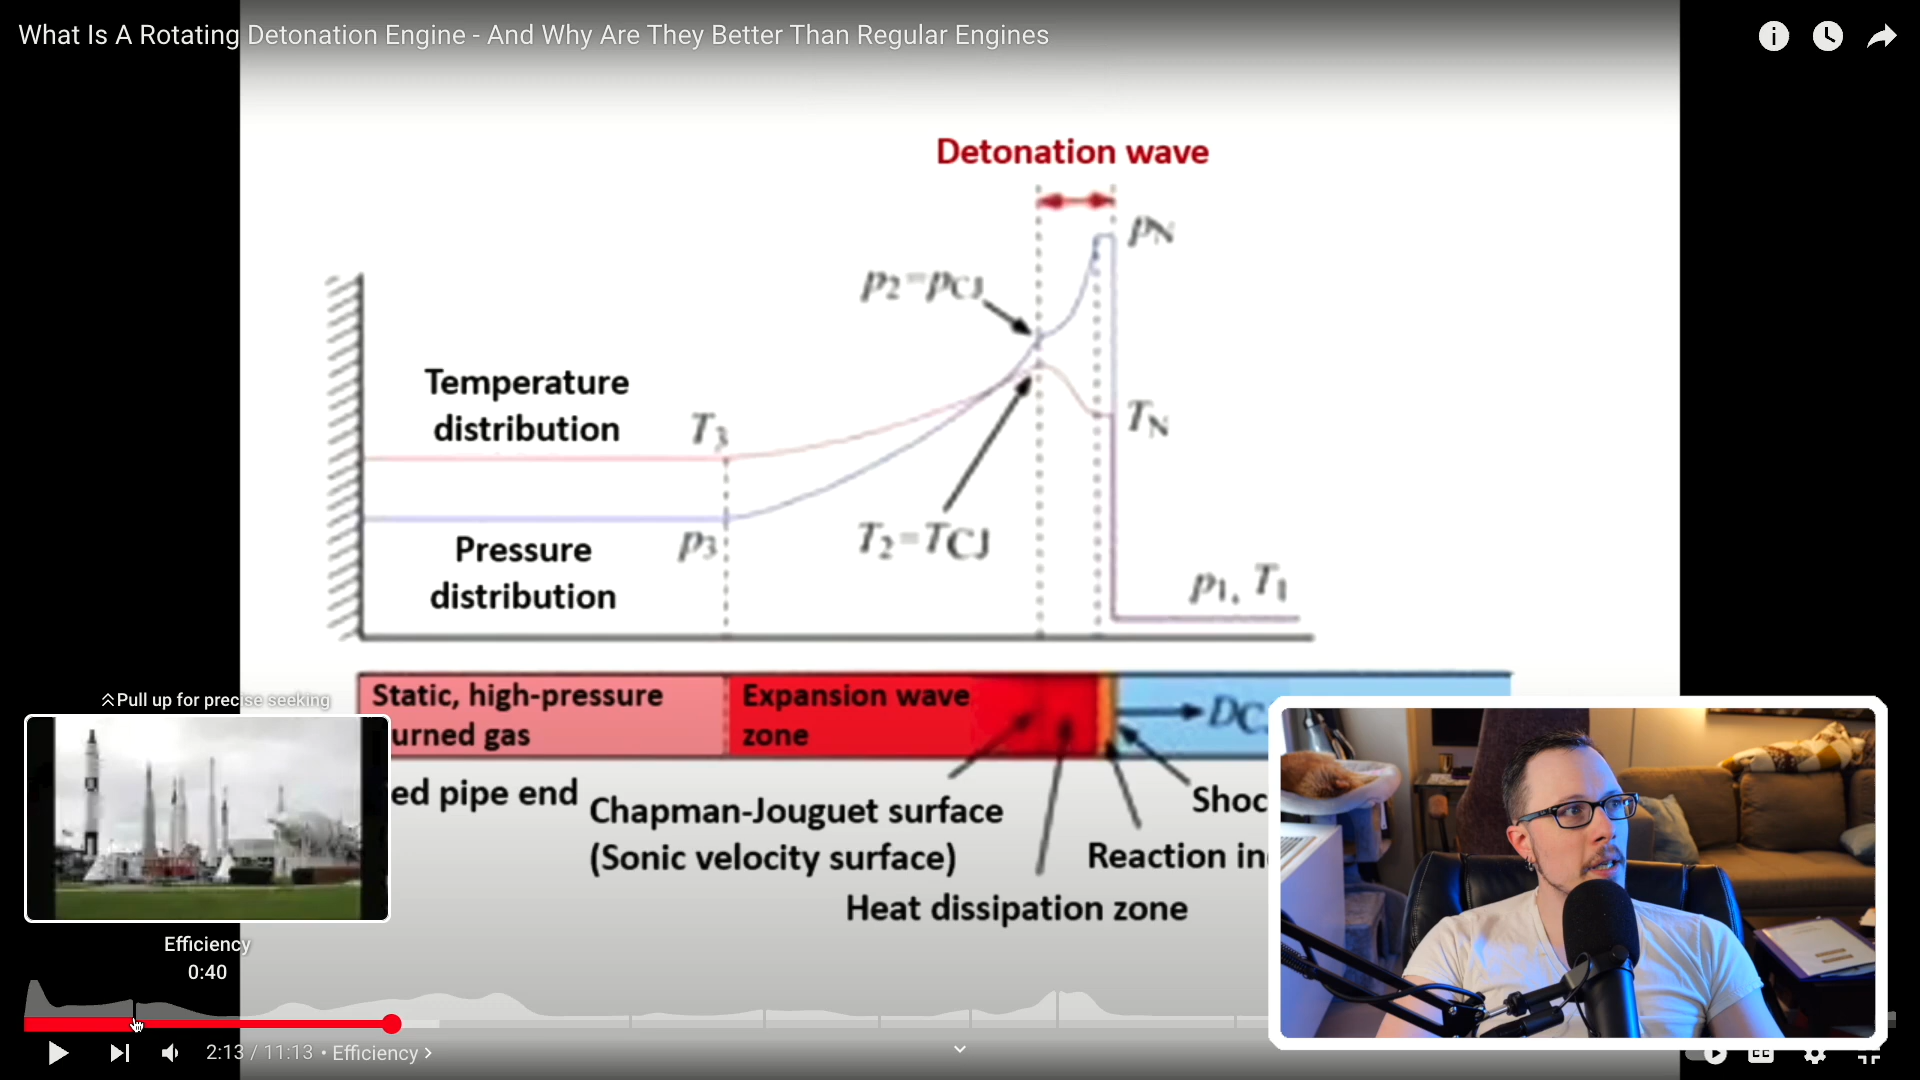 What Is A Rotating Detonation Engine - And Why Are They Better Than Regular Engines
Detonation wave
pN
p2=pCJ
Temperature
distribution
T3
TN
Pressure
distribution
p3
T2=TCJ
p1, T1
Pull up for precise seeking
Static, high-pressure
urned gas
Expansion wave
zone
DC
ed pipe end
Chapman-Jouguet surface
(Sonic velocity surface)
Shoc
Reaction in
Heat dissipation zone
Efficiency
0:40
2:13 / 11:13 • Efficiency >